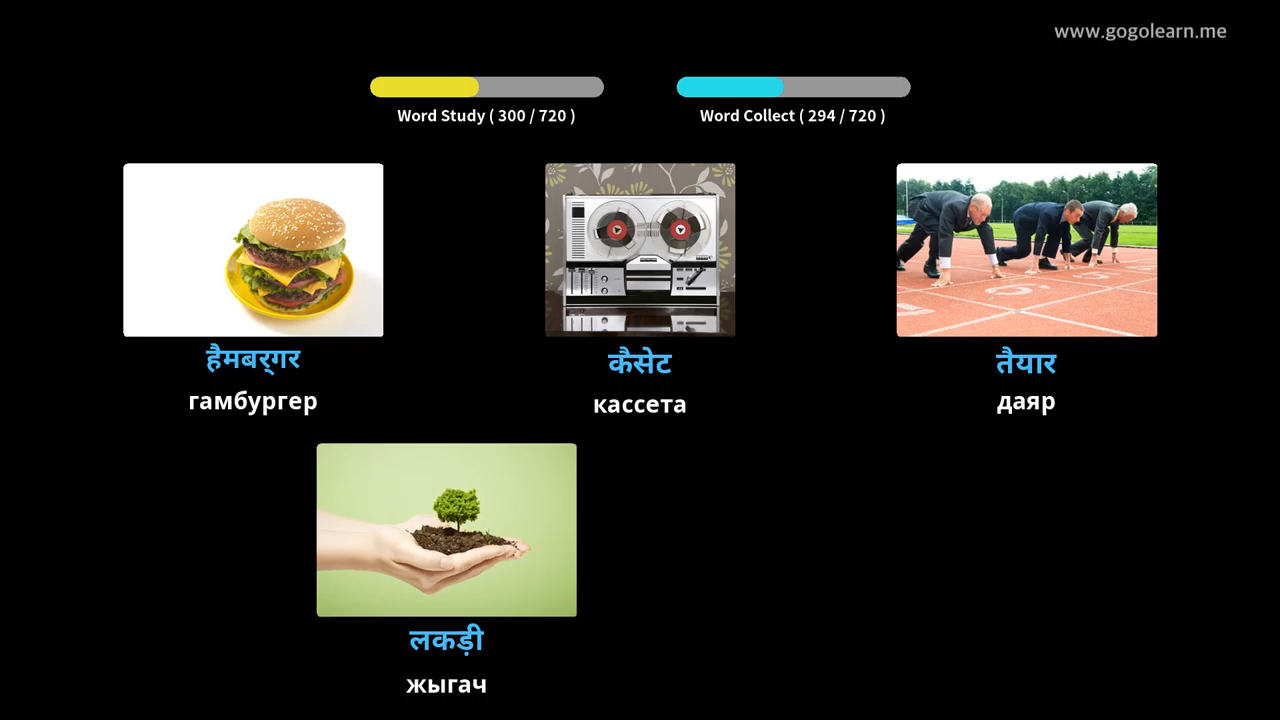 www.gogolearn.me
Word Study ( 300 / 720 )
Word Collect ( 294 / 720 )
हैमबर्गर
гамбургер
कैसेट
кассета
तैयार
даяр
लकड़ी
жыгач